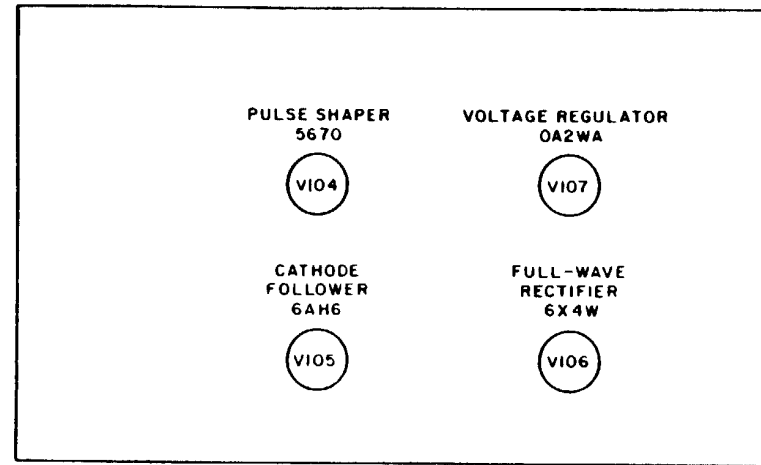 PULSE SHAPER
5670
V104
VOLTAGE REGULATOR
OA2WA
V107
CATHODE
FOLLOWER
6AH6
V105
FULL-WAVE
RECTIFIER
6X4W
V106